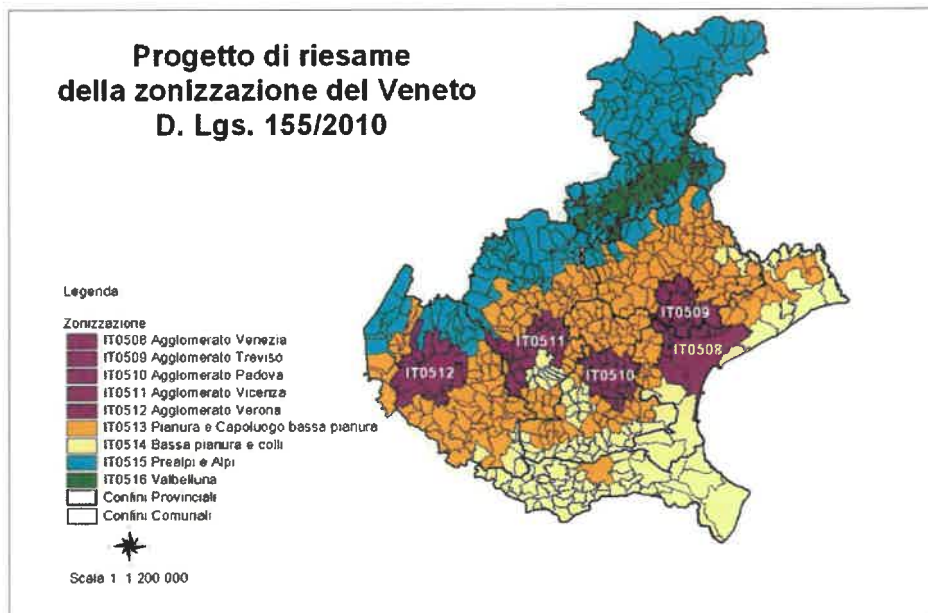 Progetto di riesame
della zonizzazione del Veneto
D. Lgs. 155/2010
Legenda
Zonizzazione
IT0508 Agglomerato Venezia
IT0509 Agglomerato Treviso
IT0510 Agglomerato Padova
IT0511 Agglomerato Vicenza
IT0512 Agglomerato Verona
IT0513 Pianura e Capoluogo bassa pianura
IT0514 Bassa pianura e colli
IT0515 Prealpi e Alpi
IT0516 Valbelluna
Confini Provinciali
Confini Comunali
Scala 1 1 200 000
IT0509
IT0511
IT0508
IT0512
IT0510